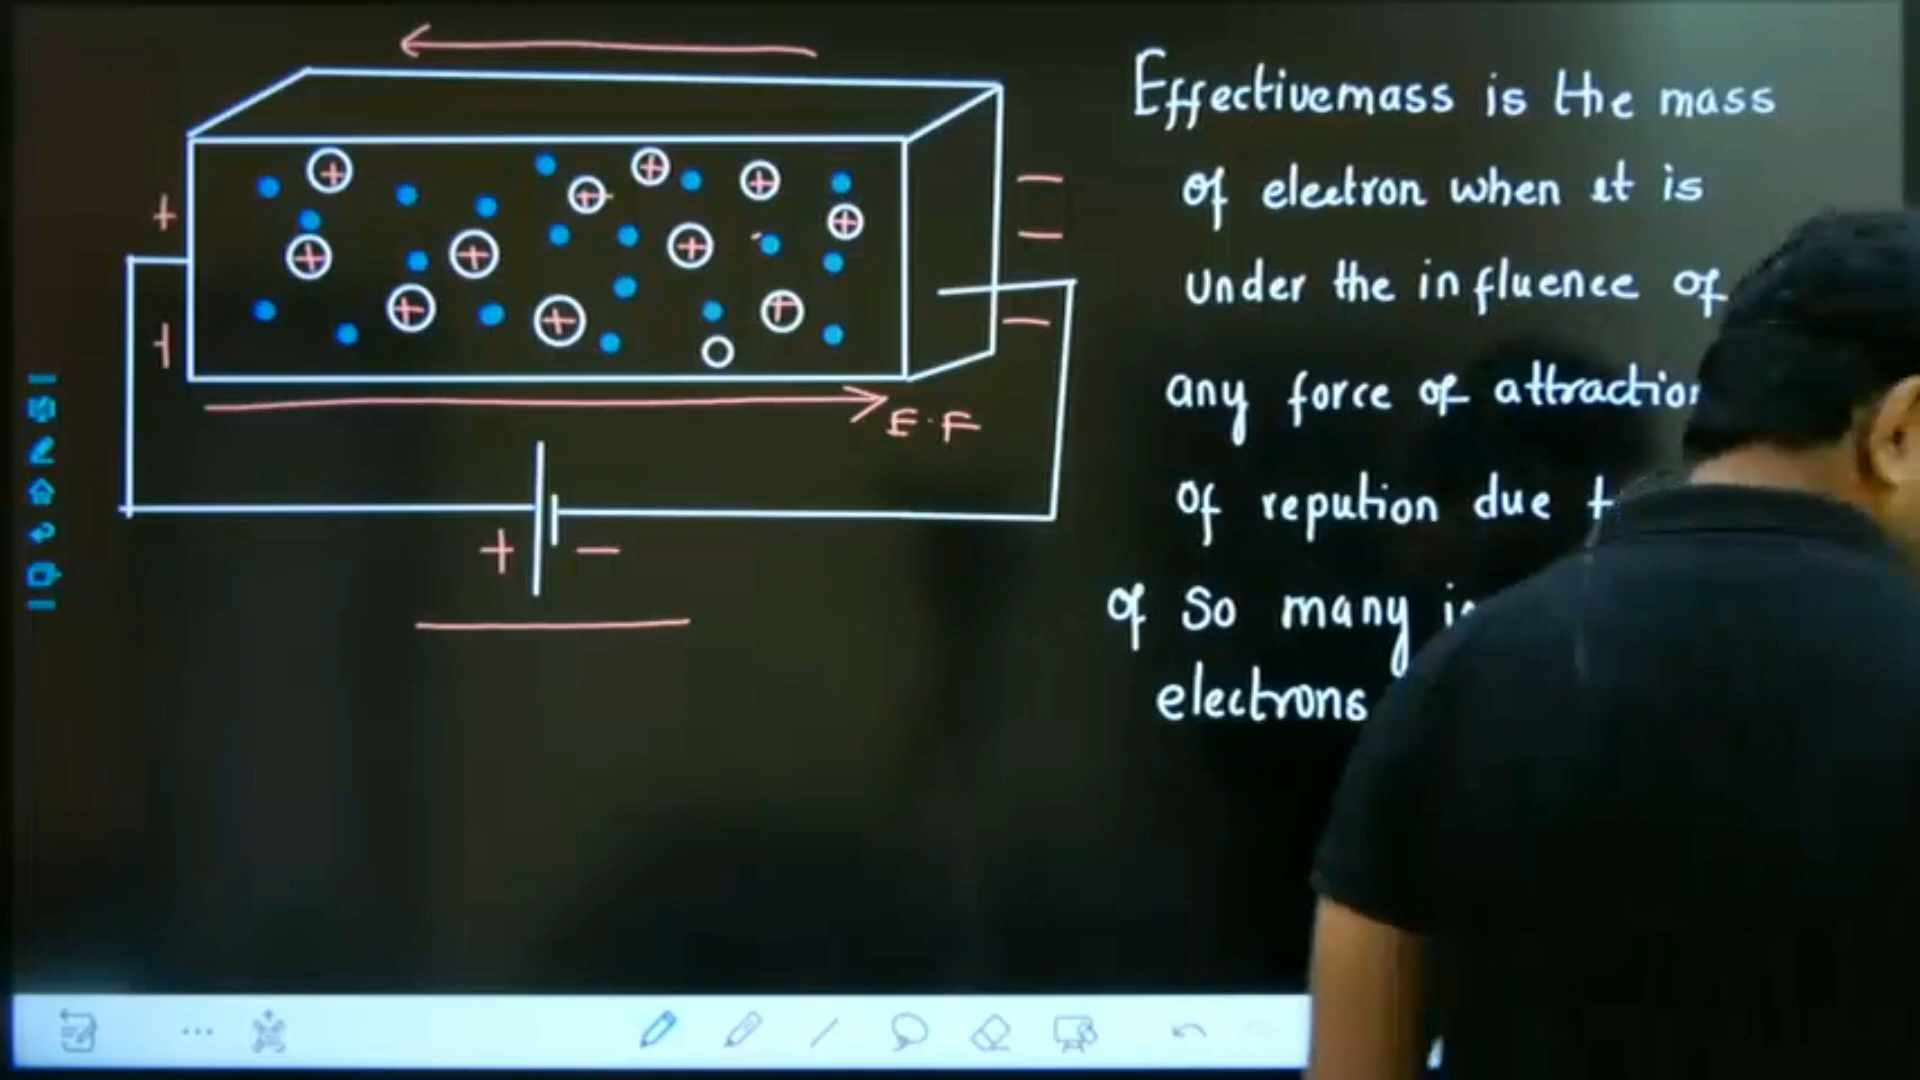 Effectivemass is the mass
of electron when it is
under the influence of
any force of attraction
of repution due
of so many
electrons
+
+
E.F
+ −